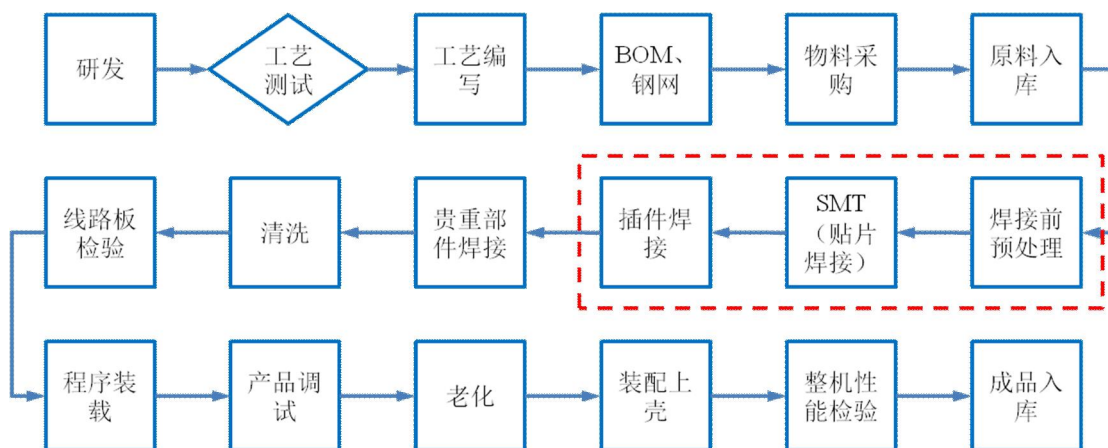 研发
工艺
测试
工艺编
写
BOM、
钢网
物料采
购
原料入
库
线路板
检验
清洗
贵重部
件焊接
插件焊
接
SMT
（贴片
焊接）
焊接前
预处理
程序装
载
产品调
试
老化
装配上
壳
整机性
能检验
成品入
库